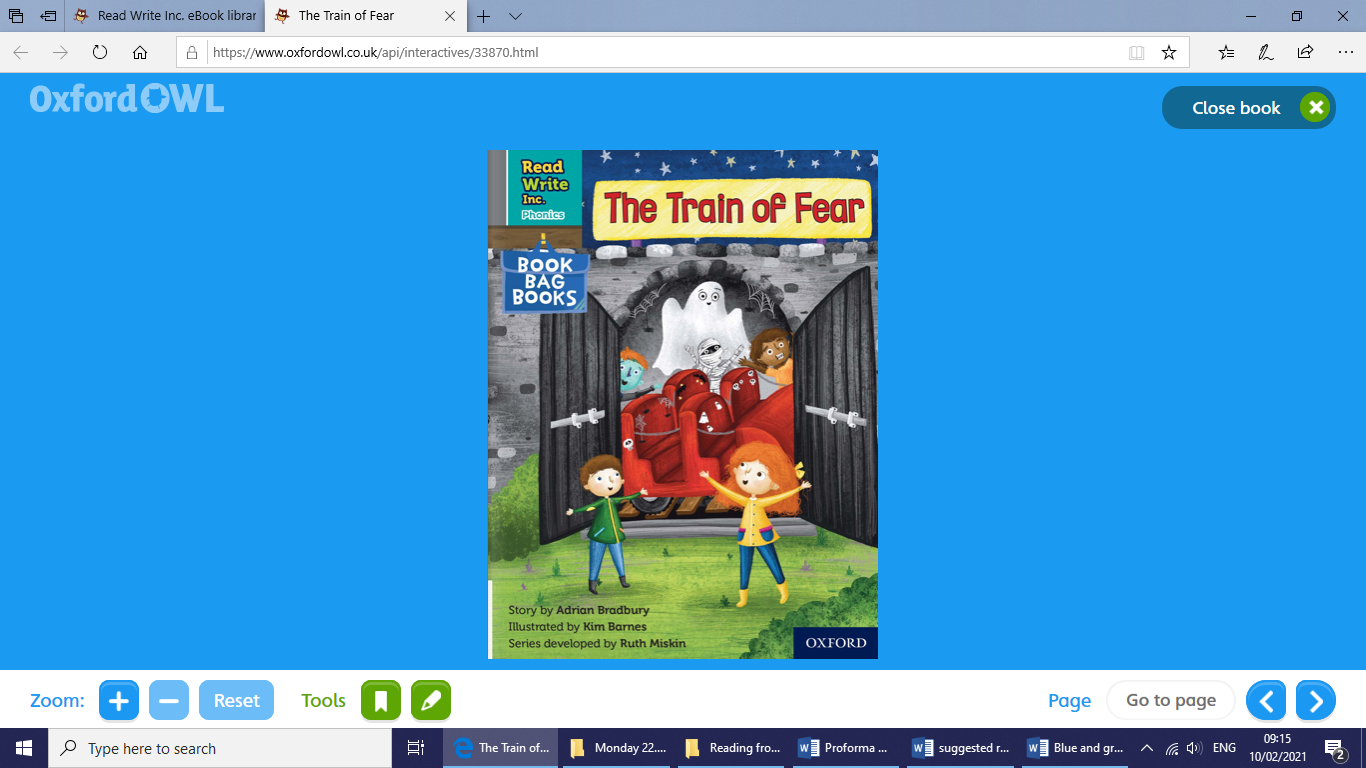 Read Write Inc. eBook librar
The Train of Fear
https://www.oxfordowl.co.uk/api/interactives/33870.html
OxfordOWL
Close book
Read
Write
Inc.
Phonics
The Train of Fear
BOOK
BAG
BOOKS
Story by Adrian Bradbury
Illustrated by Kim Barnes
Series developed by Ruth Miskin
OXFORD
Zoom:
Reset
Tools
Page
Go to page
Type here to search
The Train of...
Monday 22....
Reading fro...
Proforma ...
suggested r...
Blue and gr...
ENG
09:15
10/02/2021
2